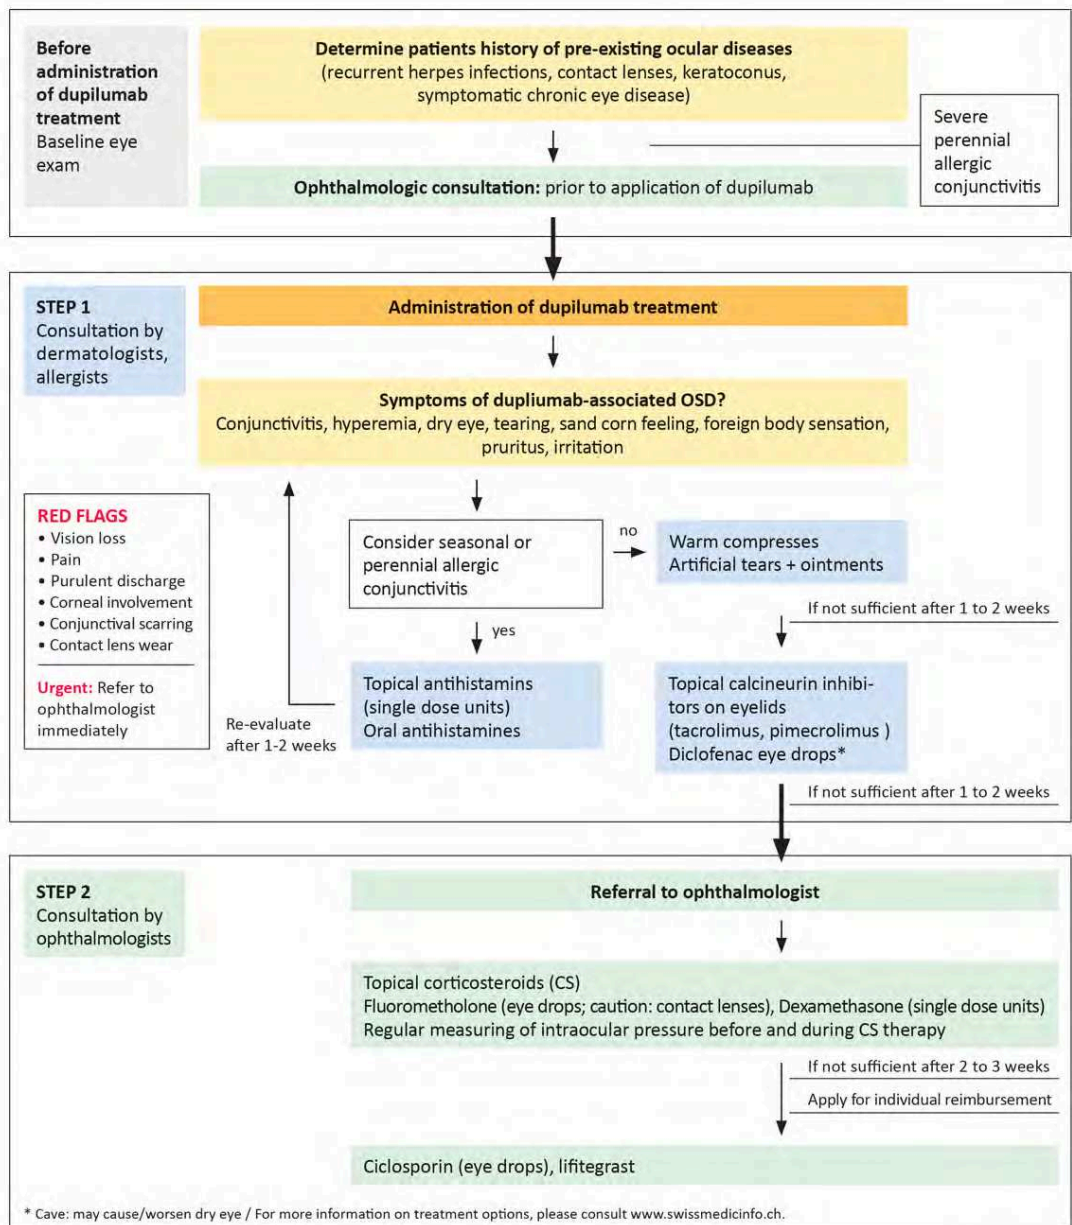 Before
administration
of dupilumab
treatment
Baseline eye
exam
Determine patients history of pre-existing ocular diseases
(recurrent herpes infections, contact lenses, keratoconus,
symptomatic chronic eye disease)
Severe
perennial
allergic
conjunctivitis
Ophthalmologic consultation: prior to application of dupilumab
STEP 1
Consultation by
dermatologists,
allergists
Administration of dupilumab treatment
Symptoms of dupliumab-associated OSD?
Conjunctivitis, hyperemia, dry eye, tearing, sand corn feeling, foreign body sensation,
pruritus, irritation
RED FLAGS
• Vision loss
• Pain
• Purulent discharge
• Corneal involvement
• Conjunctival scarring
• Contact lens wear
Urgent: Refer to
ophthalmologist
immediately
Consider seasonal or
perennial allergic
conjunctivitis
no
Warm compresses
Artificial tears + ointments
If not sufficient after 1 to 2 weeks
yes
Topical antihistamins
(single dose units)
Oral antihistamines
Re-evaluate
after 1-2 weeks
Topical calcineurin inhibi-
tors on eyelids
(tacrolimus, pimecrolimus )
Diclofenac eye drops*
If not sufficient after 1 to 2 weeks
STEP 2
Consultation by
ophthalmologists
Referral to ophthalmologist
Topical corticosteroids (CS)
Fluorometholone (eye drops; caution: contact lenses), Dexamethasone (single dose units)
Regular measuring of intraocular pressure before and during CS therapy
If not sufficient after 2 to 3 weeks
Apply for individual reimbursement
Ciclosporin (eye drops), lifitegrast
* Cave: may cause/worsen dry eye / For more information on treatment options, please consult www.swissmedicinfo.ch.